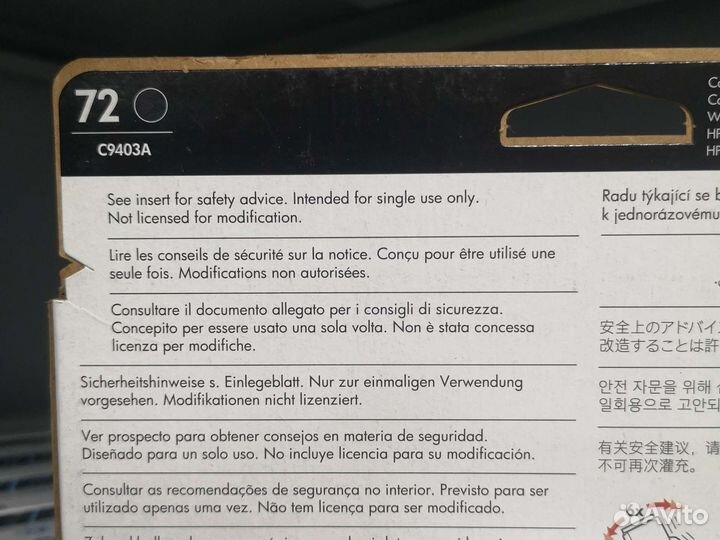 72
C9403A
See insert for safety advice. Intended for single use only.
Not licensed for modification.
Lire les conseils de sécurité sur la notice. Conçu pour être utilisé une
seule fois. Modifications non autorisées.
Consultare il documento allegato per i consigli di sicurezza.
Concepito per essere usato una sola volta. Non è stata concessa
licenza per modifiche.
Sicherheitshinweise s. Einlegeblatt. Nur zur einmaligen Verwendung
vorgesehen. Modifikationen nicht lizenziert.
Ver prospecto para obtener consejos en materia de seguridad.
Diseñado para un solo uso. No incluye licencia para su modificación.
Consultar as recomendações de segurança no interior. Previsto para ser
utilizado apenas uma vez. Não tem licença para ser modificado.
HP
HP
Radu týkající se
k jednorázovému
安全上のアドバイ
改造することは許
안전 자문을 위해
일회용으로 고안되
有关安全建议，请
不可再次灌充。
6x
Avito